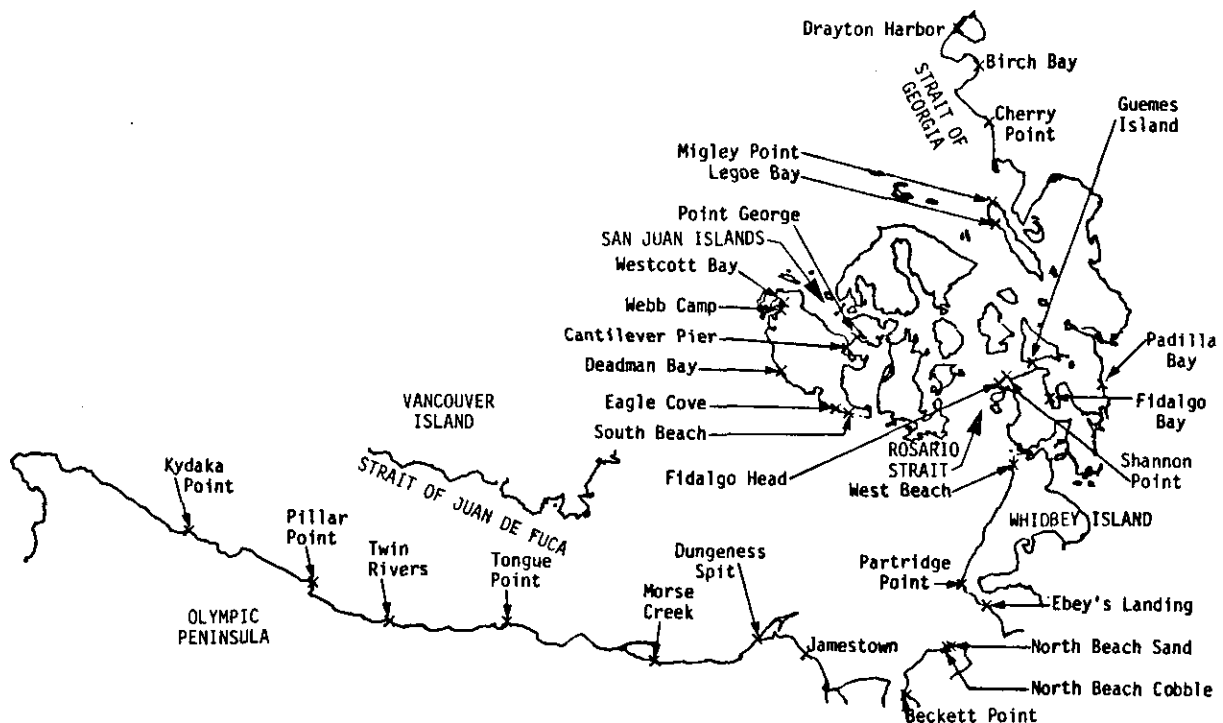 Drayton Harbor
Birch Bay
STRAIT OF
GEORGIA
Guemes
Island
Cherry
Point
Migley Point
Legoe Bay
Point George
SAN JUAN ISLANDS
Westcott Bay
Webb Camp
Cantilever Pier
Deadman Bay
Padilla
Bay
Eagle Cove
South Beach
Fidalgo
Bay
VANCOUVER
ISLAND
ROSARIO
STRAIT
Fidalgo Head
West Beach
Shannon
Point
Kydaka
Point
STRAIT OF JUAN DE FUCA
WHIDBEY ISLAND
Pillar
Point
Twin
Rivers
Tongue
Point
Dungeness
Spit
Partridge
Point
Morse
Creek
Ebey's Landing
OLYMPIC
PENINSULA
Jamestown
North Beach Sand
North Beach Cobble
Beckett Point